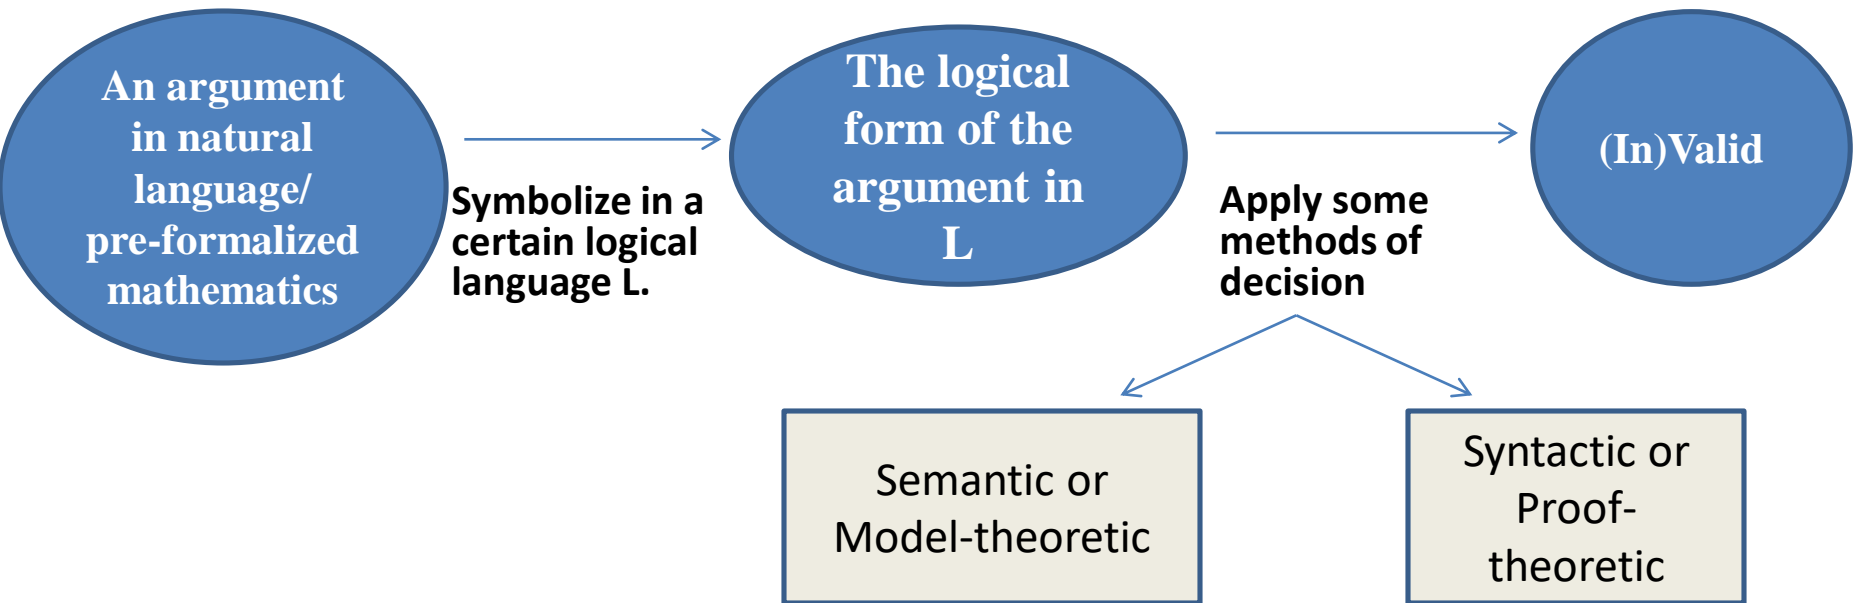 An argument
in natural
language/
pre-formalized
mathematics
Symbolize in a
certain logical
language L.
The logical
form of the
argument in
L
Apply some
methods of
decision
(In)Valid
Semantic or
Model-theoretic
Syntactic or
Proof-
theoretic